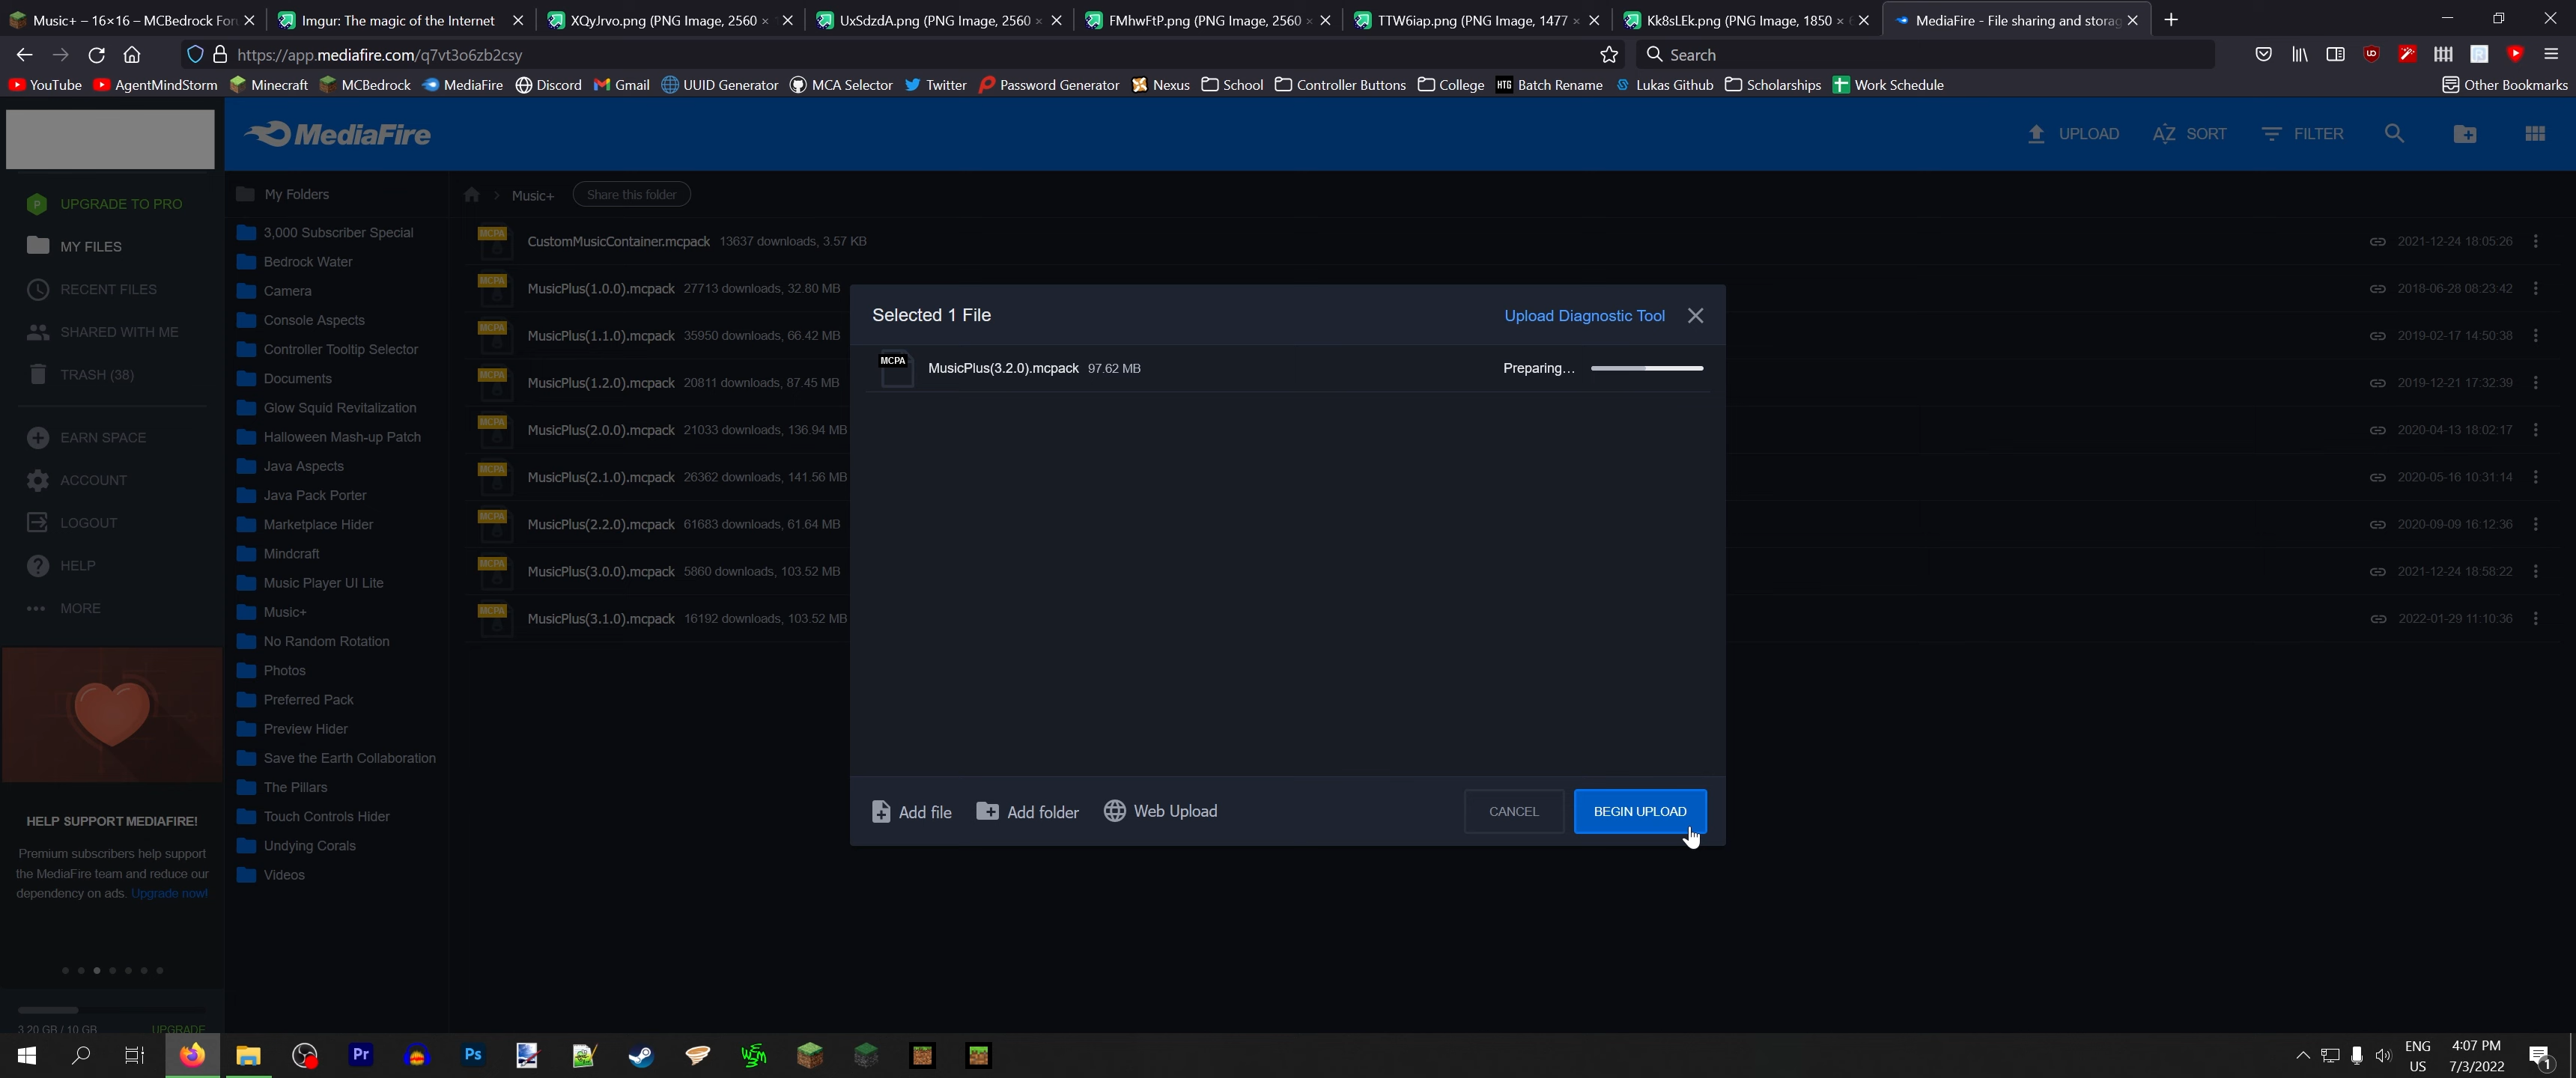 Music+ – 16×16 – MCBedrock For
Imgur: The magic of the Internet
XQyJrvo.png (PNG Image, 2560 ×
UxSdzdA.png (PNG Image, 2560 ×
FMhwFtP.png (PNG Image, 2560 ×
TTW6iap.png (PNG Image, 1477 ×
Kk8sLEk.png (PNG Image, 1850 ×
MediaFire - File sharing and storag
https://app.mediafire.com/q7vt3o6zb2csy
Search
YouTube AgentMindStorm Minecraft MCBedrock MediaFire Discord Gmail UUID Generator MCA Selector Twitter Password Generator Nexus School Controller Buttons College HTG Batch Rename Lukas Github Scholarships Work Schedule Other Bookmarks
MediaFire
UPLOAD AZ SORT FILTER
UPGRADE TO PRO
MY FILES
RECENT FILES
SHARED WITH ME
TRASH (38)
EARN SPACE
ACCOUNT
LOGOUT
HELP
MORE
HELP SUPPORT MEDIAFIRE!
Premium subscribers help support
the MediaFire team and reduce our
dependency on ads. Upgrade now!
3.20 GB / 10 GB UPGRADE
My Folders
3,000 Subscriber Special
Bedrock Water
Camera
Console Aspects
Controller Tooltip Selector
Documents
Glow Squid Revitalization
Halloween Mash-up Patch
Java Aspects
Java Pack Porter
Marketplace Hider
Mindcraft
Music Player UI Lite
Music+
No Random Rotation
Photos
Preferred Pack
Preview Hider
Save the Earth Collaboration
The Pillars
Touch Controls Hider
Undying Corals
Videos
Music+ Share this folder
MCPA CustomMusicContainer.mcpack 13637 downloads, 3.57 KB 2021-12-24 18:05:26
MCPA MusicPlus(1.0.0).mcpack 27713 downloads, 32.80 MB 2018-06-28 08:23:42
MCPA MusicPlus(1.1.0).mcpack 35950 downloads, 66.42 MB 2019-02-17 14:50:38
MCPA MusicPlus(1.2.0).mcpack 20811 downloads, 87.45 MB 2019-12-21 17:32:39
MCPA MusicPlus(2.0.0).mcpack 21033 downloads, 136.94 MB 2020-04-13 18:02:17
MCPA MusicPlus(2.1.0).mcpack 26362 downloads, 141.56 MB 2020-05-16 10:31:14
MCPA MusicPlus(2.2.0).mcpack 61683 downloads, 61.64 MB 2020-09-09 16:12:36
MCPA MusicPlus(3.0.0).mcpack 5860 downloads, 103.52 MB 2021-12-24 18:58:22
MCPA MusicPlus(3.1.0).mcpack 16192 downloads, 103.52 MB 2022-01-29 11:10:36
Selected 1 File Upload Diagnostic Tool
MCPA MusicPlus(3.2.0).mcpack 97.62 MB Preparing...
Add file Add folder Web Upload CANCEL BEGIN UPLOAD
Pr Ps
ENG
US
4:07 PM
7/3/2022
1